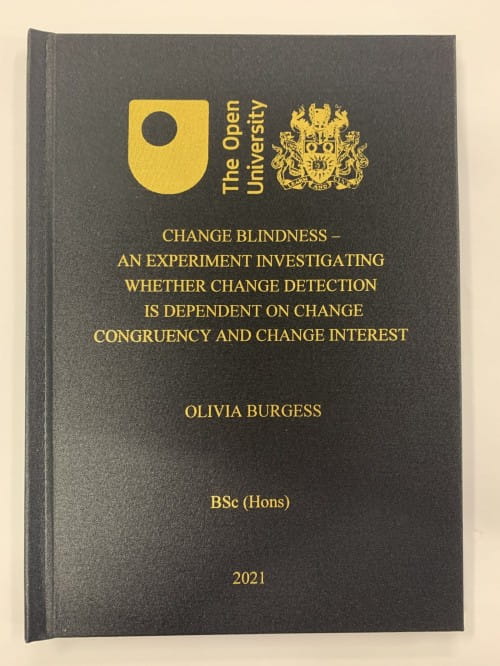 The Open
University
CHANGE BLINDNESS –
AN EXPERIMENT INVESTIGATING
WHETHER CHANGE DETECTION
IS DEPENDENT ON CHANGE
CONGRUENCY AND CHANGE INTEREST
OLIVIA BURGESS
BSc (Hons)
2021